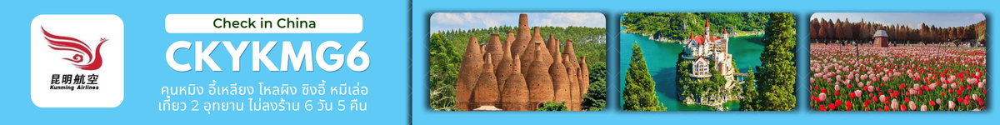 昆明航空
Kunming Airlines
Check in China
CKYKMG6
คุนหมิง อี้เหลียง โหลผิง ซิงอี้ หมีเล่อ
เที่ยว 2 อุทยาน ไม่ลงร้าน 6 วัน 5 คืน